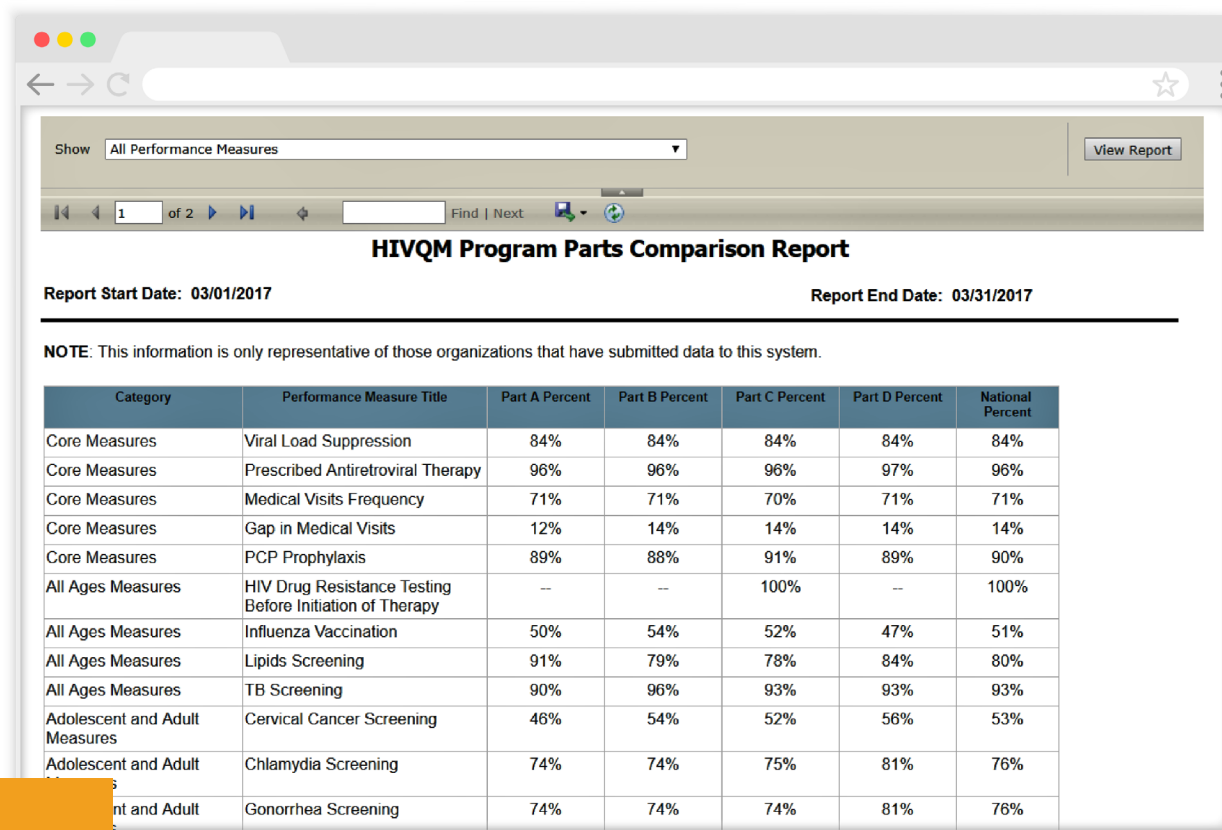 Show All Performance Measures View Report
1 of 2 Find | Next
HIVQM Program Parts Comparison Report
Report Start Date: 03/01/2017 Report End Date: 03/31/2017
NOTE: This information is only representative of those organizations that have submitted data to this system.
Category Performance Measure Title Part A Percent Part B Percent Part C Percent Part D Percent National
Percent
Core Measures Viral Load Suppression 84% 84% 84% 84% 84%
Core Measures Prescribed Antiretroviral Therapy 96% 96% 96% 97% 96%
Core Measures Medical Visits Frequency 71% 71% 70% 71% 71%
Core Measures Gap in Medical Visits 12% 14% 14% 14% 14%
Core Measures PCP Prophylaxis 89% 88% 91% 89% 90%
All Ages Measures HIV Drug Resistance Testing -- -- 100% -- 100%
Before Initiation of Therapy
All Ages Measures Influenza Vaccination 50% 54% 52% 47% 51%
All Ages Measures Lipids Screening 91% 79% 78% 84% 80%
All Ages Measures TB Screening 90% 96% 93% 93% 93%
Adolescent and Adult Cervical Cancer Screening 46% 54% 52% 56% 53%
Measures
Adolescent and Adult Chlamydia Screening 74% 74% 75% 81% 76%
and Adult Gonorrhea Screening 74% 74% 74% 81% 76%